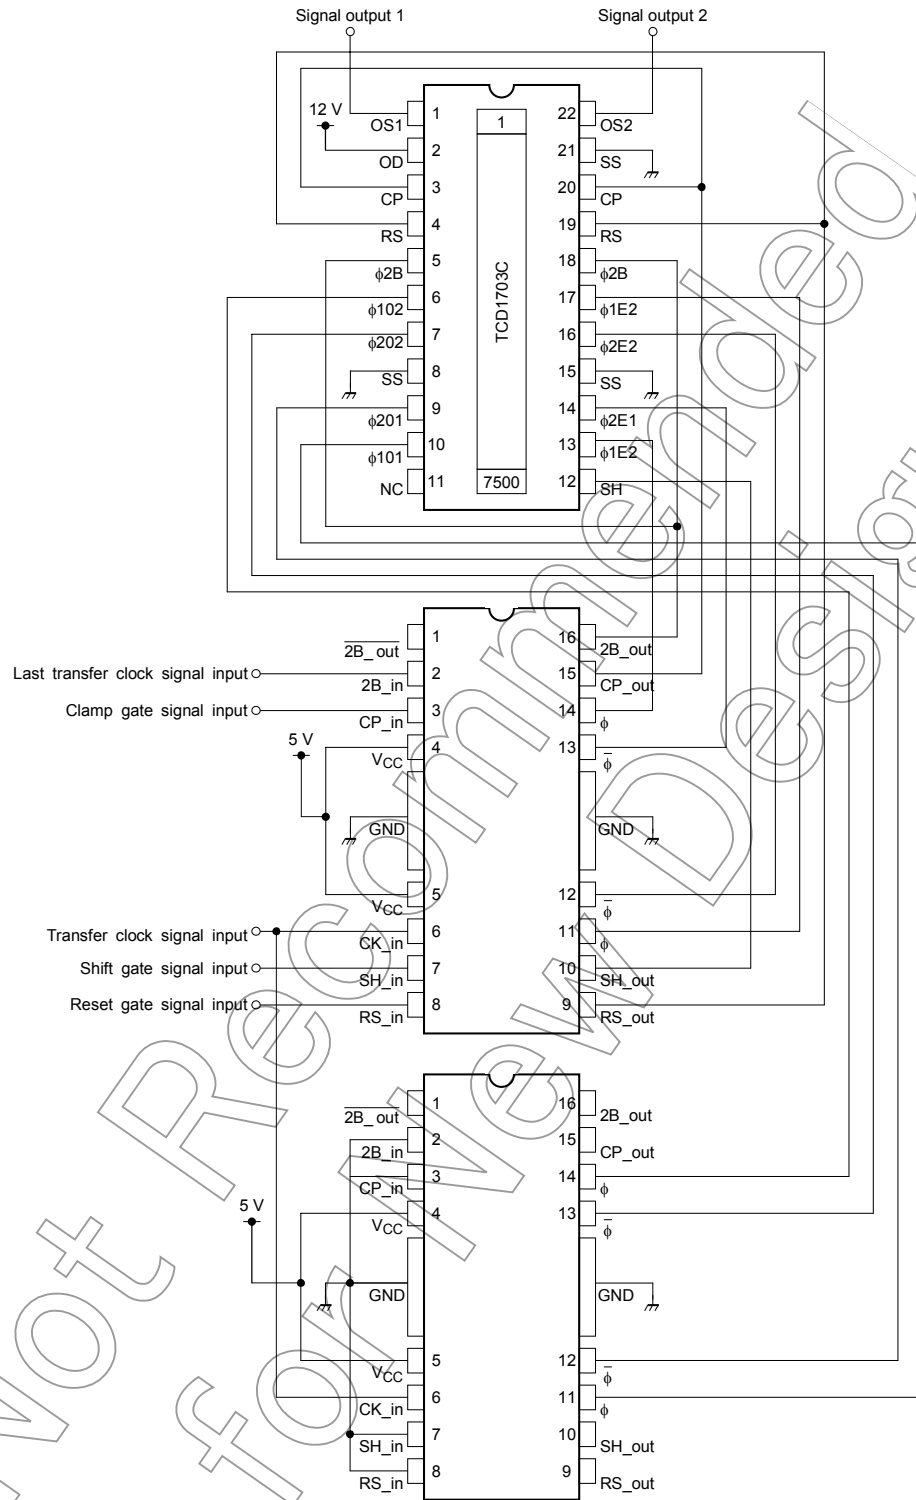 Signal output 1
Signal output 2
12 V
1 OS1
2 OD
3 CP
4 RS
5 ϕ2B
6 ϕ102
7 ϕ202
8 SS
9 ϕ201
10 ϕ101
11 NC
1
TCD1703C
7500
22 OS2
21 SS
20 CP
19 RS
18 ϕ2B
17 ϕ1E2
16 ϕ2E2
15 SS
14 ϕ2E1
13 ϕ1E2
12 SH
Last transfer clock signal input
Clamp gate signal input
5 V
Transfer clock signal input
Shift gate signal input
Reset gate signal input
1 2B_out
2 2B_in
3 CP_in
4 VCC
GND
5 VCC
6 CK_in
7 SH_in
8 RS_in
16 2B_out
15 CP_out
14 ϕ
13 ϕ̅
GND
12 ϕ̅
11 ϕ
10 SH_out
9 RS_out
5 V
1 2B_out
2 2B_in
3 CP_in
4 VCC
GND
5 VCC
6 CK_in
7 SH_in
8 RS_in
16 2B_out
15 CP_out
14 ϕ
13 ϕ̅
GND
12 ϕ̅
11 ϕ
10 SH_out
9 RS_out
Not Recommended
for New Desig